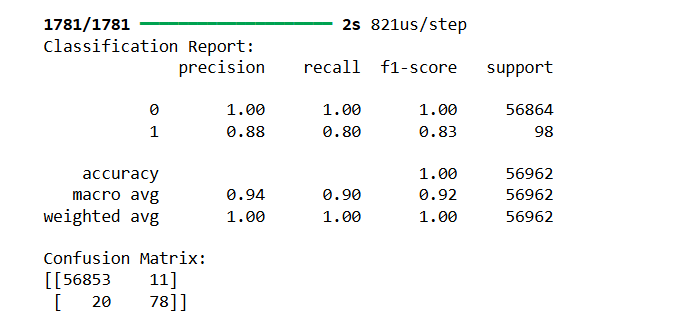 1781/1781 ━━━━━━━━━━━━━━━━━━━━ 2s 821us/step
Classification Report:
              precision    recall  f1-score   support

           0       1.00      1.00      1.00     56864
           1       0.88      0.80      0.83        98

    accuracy                           1.00     56962
   macro avg       0.94      0.90      0.92     56962
weighted avg       1.00      1.00      1.00     56962

Confusion Matrix:
[[56853    11]
 [   20    78]]